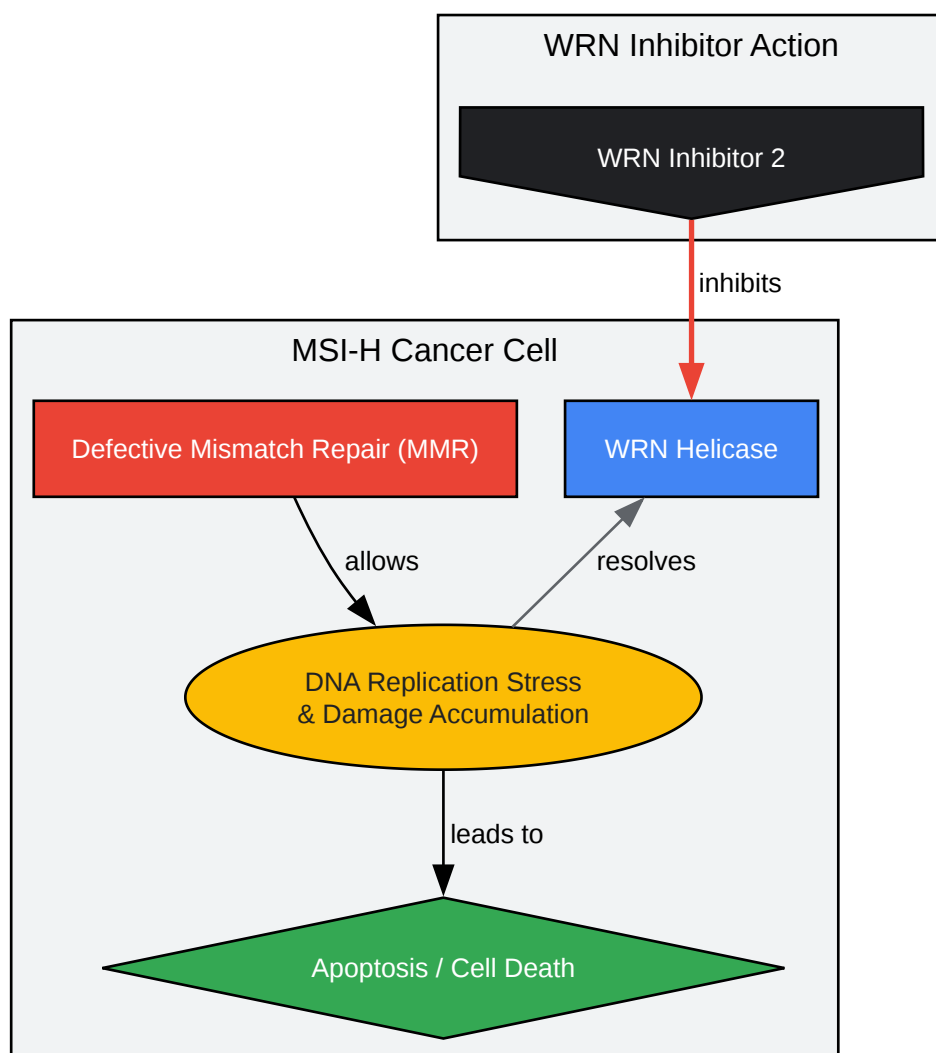 WRN Inhibitor Action
WRN Inhibitor 2
inhibits
MSI-H Cancer Cell
Defective Mismatch Repair (MMR)
WRN Helicase
allows
resolves
DNA Replication Stress
& Damage Accumulation
leads to
Apoptosis / Cell Death